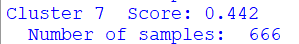 Cluster 7  Score: 0.442
  Number of samples:  666